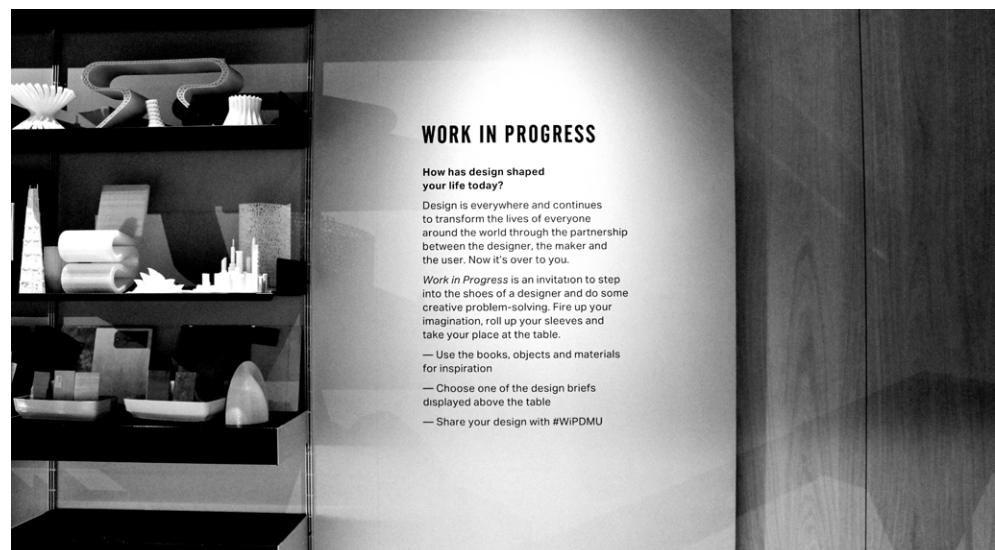 WORK IN PROGRESS
How has design shaped
your life today?
Design is everywhere and continues
to transform the lives of everyone
around the world through the partnership
between the designer, the maker and
the user. Now it's over to you.
Work in Progress is an invitation to step
into the shoes of a designer and do some
creative problem-solving. Fire up your
imagination, roll up your sleeves and
take your place at the table.
— Use the books, objects and materials
for inspiration
— Choose one of the design briefs
displayed above the table
— Share your design with #WiPDMU